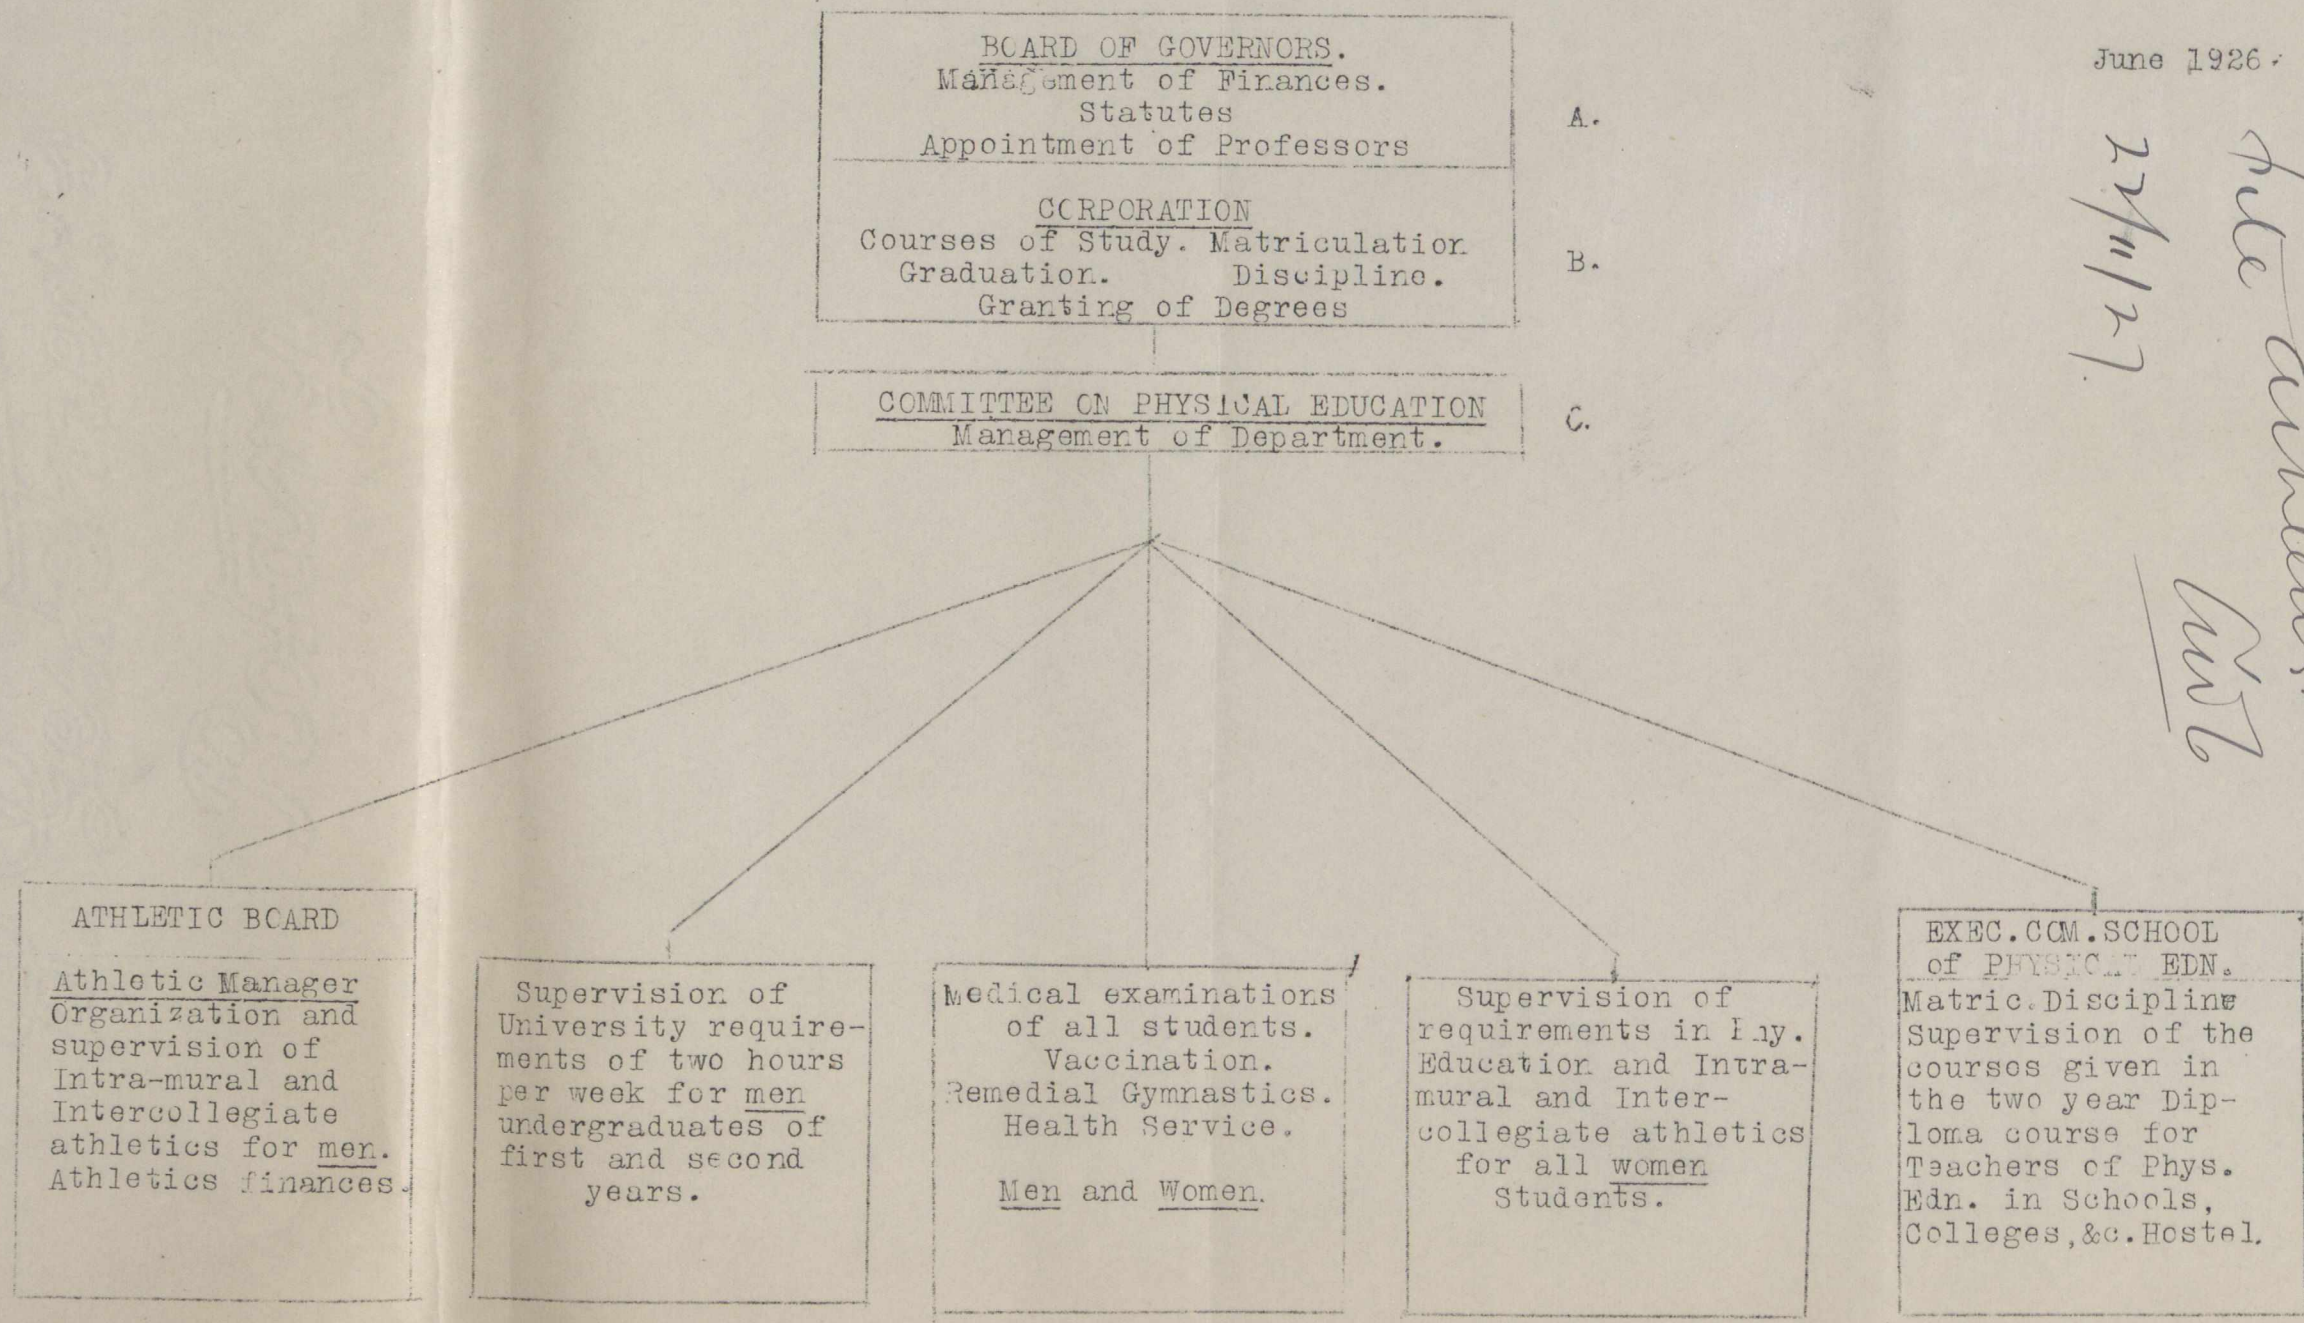 June 1926.
BOARD OF GOVERNORS.
Management of Finances.
Statutes
Appointment of Professors
A.
CORPORATION
Courses of Study. Matriculation
Graduation. Discipline.
Granting of Degrees
B.
COMMITTEE ON PHYSICAL EDUCATION
Management of Department.
C.
File
ATHLETIC BOARD
Athletic Manager
Organization and
supervision of
Intra-mural and
Intercollegiate
athletics for men.
Athletics finances.
Supervision of
University require-
ments of two hours
per week for men
undergraduates of
first and second
years.
Medical examinations
of all students.
Vaccination.
Remedial Gymnastics.
Health Service.
Men and Women.
Supervision of
requirements in Phy.
Education and Intra-
mural and Inter-
collegiate athletics
for all women
Students.
EXEC.COM.SCHOOL
of PHYSICAL EDN.
Matric.Discipline
Supervision of the
courses given in
the two year Dip-
loma course for
Teachers of Phys.
Edn. in Schools,
Colleges,&c.Hostel.